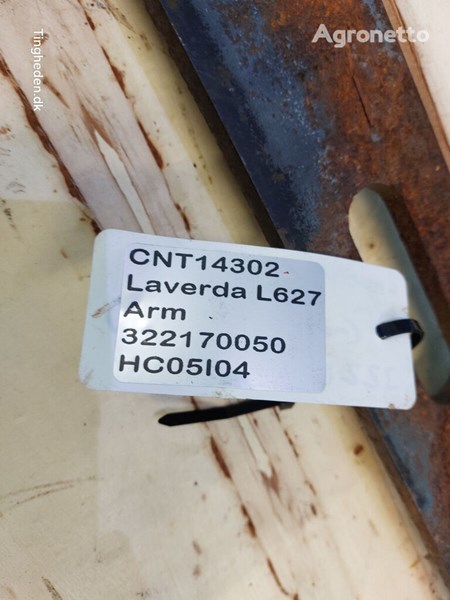 Tingheden.dk
Agronetto
CNT14302
Laverda L627
Arm
322170050
HC05I04